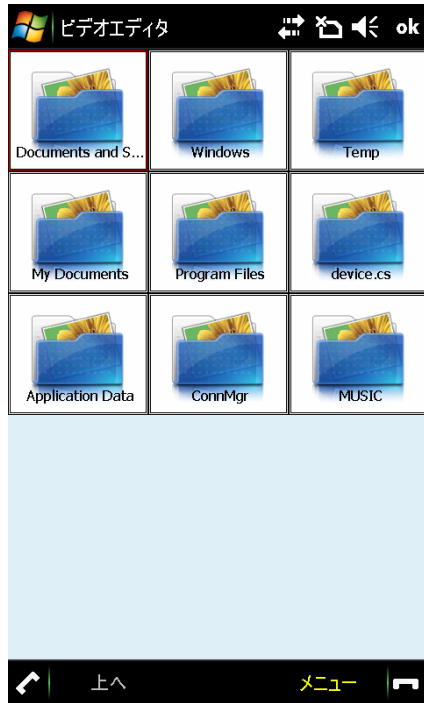 ビデオエディタ ok
Documents and S... Windows Temp
My Documents Program Files device.cs
Application Data ConnMgr MUSIC
上へ メニュー